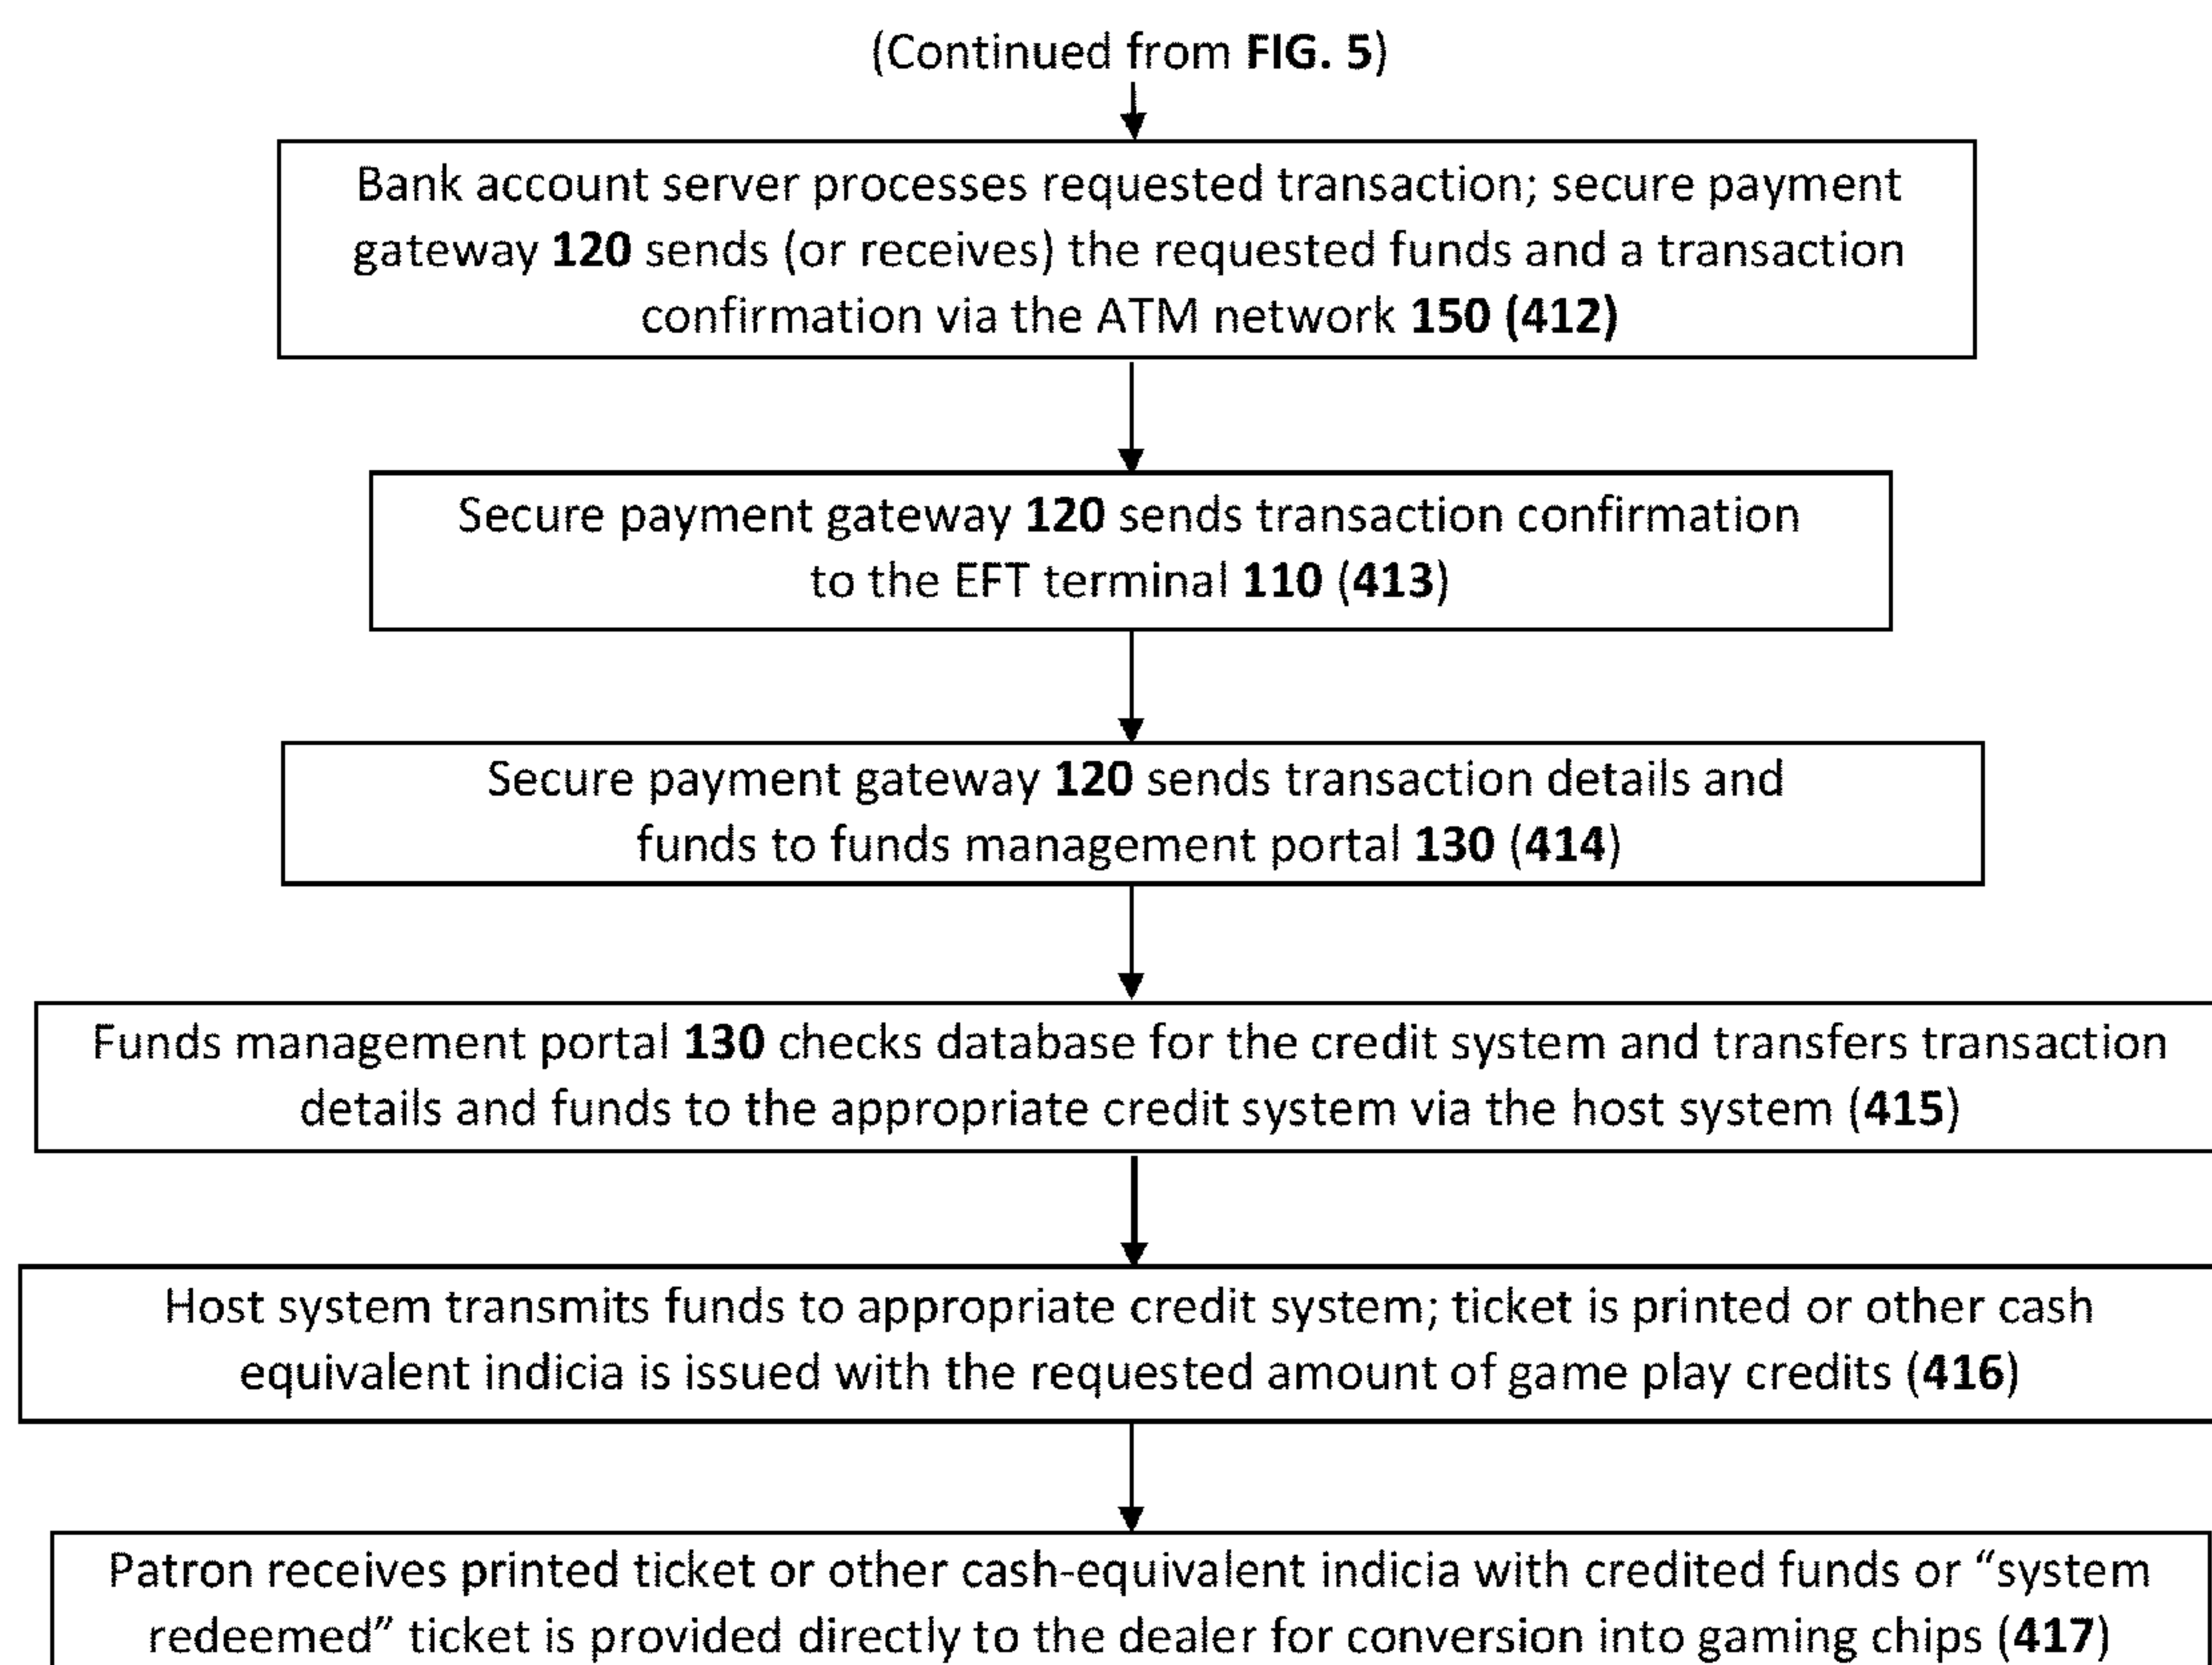 (Continued from FIG. 5)
Bank account server processes requested transaction; secure payment
gateway 120 sends (or receives) the requested funds and a transaction
confirmation via the ATM network 150 (412)
Secure payment gateway 120 sends transaction confirmation
to the EFT terminal 110 (413)
Secure payment gateway 120 sends transaction details and
funds to funds management portal 130 (414)
Funds management portal 130 checks database for the credit system and transfers transaction
details and funds to the appropriate credit system via the host system (415)
Host system transmits funds to appropriate credit system; ticket is printed or other cash
equivalent indicia is issued with the requested amount of game play credits (416)
Patron receives printed ticket or other cash-equivalent indicia with credited funds or “system
redeemed” ticket is provided directly to the dealer for conversion into gaming chips (417)